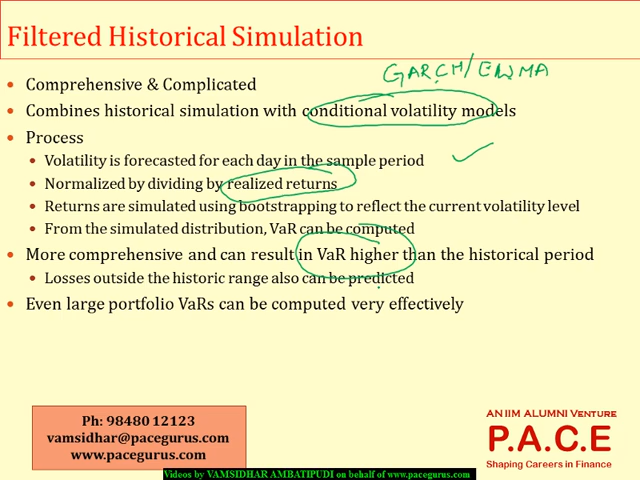 Filtered Historical Simulation
GARCH/EWMA
• Comprehensive & Complicated
• Combines historical simulation with conditional volatility models
• Process
• Volatility is forecasted for each day in the sample period
• Normalized by dividing by realized returns
• Returns are simulated using bootstrapping to reflect the current volatility level
• From the simulated distribution, VaR can be computed
• More comprehensive and can result in VaR higher than the historical period
• Losses outside the historic range also can be predicted
• Even large portfolio VaRs can be computed very effectively
Ph: 98480 12123
vamsidhar@pacegurus.com
www.pacegurus.com
AN IIM ALUMNI VENTURE
P.A.C.E
Shaping Careers in Finance
Videos by VAMSIDHAR AMBATIPUDI on behalf of www.pacegurus.com